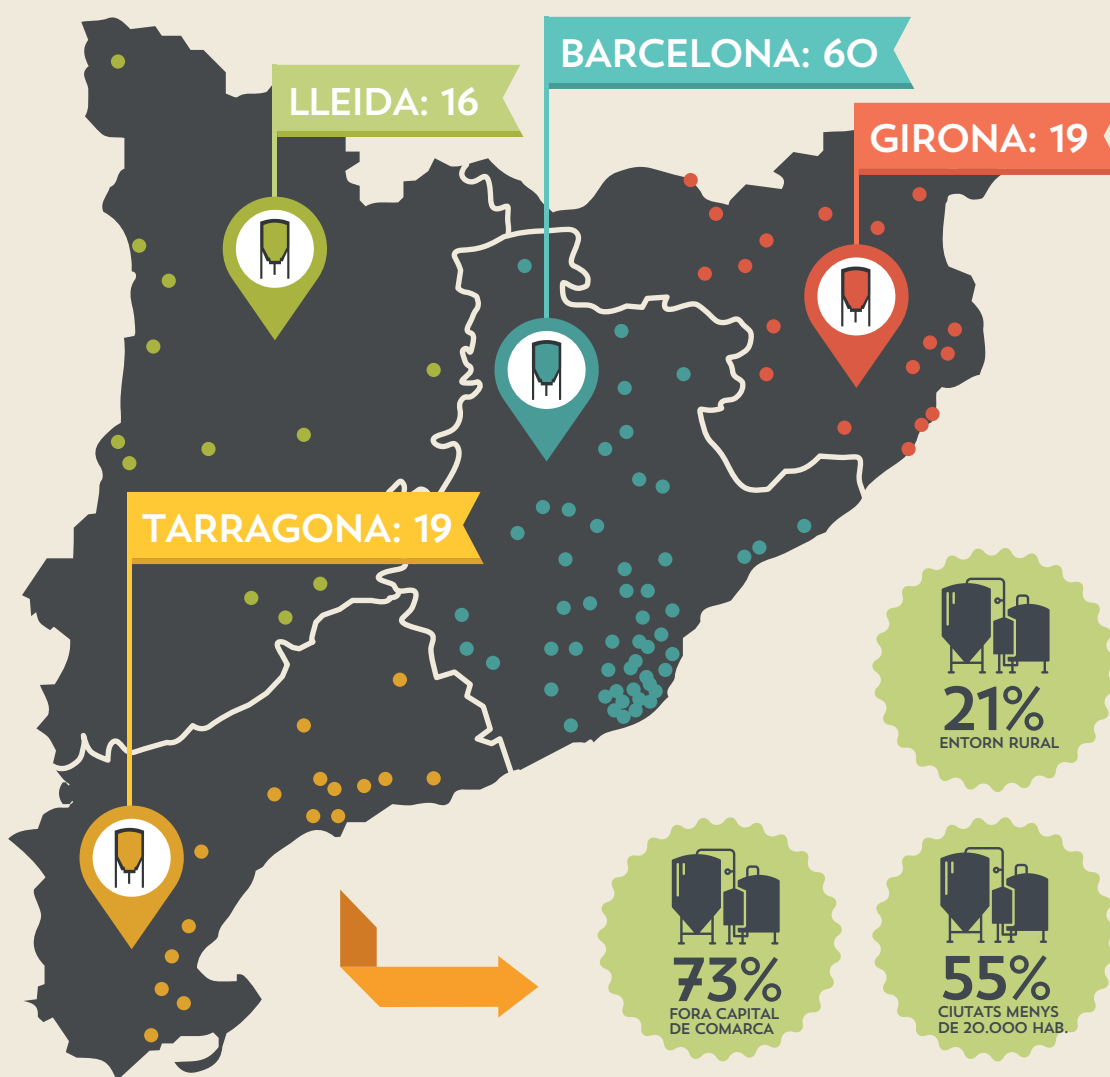 BARCELONA: 60
LLEIDA: 16
GIRONA: 19
TARRAGONA: 19
21%
ENTORN RURAL
73%
FORA CAPITAL
DE COMARCA
55%
CIUTATS MENYS
DE 20.000 HAB.